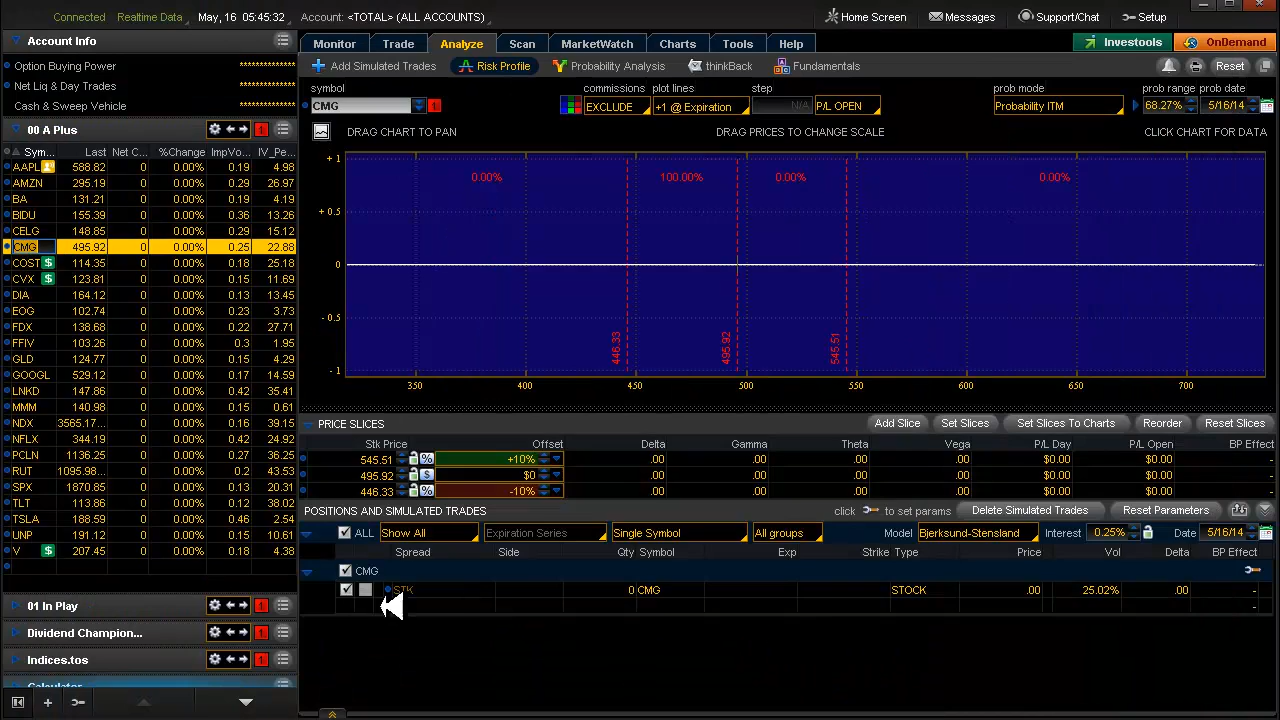 Connected Realtime Data May, 16 05:45:32 Account: <TOTAL> (ALL ACCOUNTS) Home Screen Messages Support/Chat Setup
Account Info
Option Buying Power **************
Net Liq & Day Trades **************
Cash & Sweep Vehicle **************
00 A Plus 1
Sym... Last Net C... %Change ImpVo... IV_Pe...
AAPL 588.82 0 0.00% 0.19 4.98
AMZN 295.19 0 0.00% 0.29 26.97
BA 131.21 0 0.00% 0.19 4.19
BIDU 155.39 0 0.00% 0.36 13.26
CELG 148.85 0 0.00% 0.29 15.12
CMG 495.92 0 0.00% 0.25 22.88
COST $ 114.35 0 0.00% 0.18 25.18
CVX $ 123.81 0 0.00% 0.15 11.69
DIA 164.12 0 0.00% 0.13 13.45
EOG 102.74 0 0.00% 0.23 3.73
FDX 138.68 0 0.00% 0.22 27.71
FFIV 103.26 0 0.00% 0.3 1.95
GLD 124.77 0 0.00% 0.15 4.29
GOOGL 529.12 0 0.00% 0.17 14.59
LNKD 147.86 0 0.00% 0.42 35.41
MMM 140.98 0 0.00% 0.15 0.61
NDX 3565.17... 0 0.00% 0.16 39.15
NFLX 344.19 0 0.00% 0.42 24.92
PCLN 1136.25 0 0.00% 0.27 36.25
RUT 1095.98... 0 0.00% 0.2 43.53
SPX 1870.85 0 0.00% 0.15 20.31
TLT 113.86 0 0.00% 0.12 38.02
TSLA 188.59 0 0.00% 0.46 2.54
UNP 191.12 0 0.00% 0.15 10.61
V $ 207.45 0 0.00% 0.18 4.38
01 In Play 1
Dividend Champion... 1
Indices.tos 1
Calculator
Monitor Trade Analyze Scan MarketWatch Charts Tools Help Investools OnDemand
Add Simulated Trades Risk Profile Probability Analysis thinkBack Fundamentals Reset
symbol commissions plot lines step prob mode prob range prob date
CMG 1 EXCLUDE +1 @ Expiration N/A P/L OPEN Probability ITM 68.27% 5/16/14
DRAG CHART TO PAN DRAG PRICES TO CHANGE SCALE CLICK CHART FOR DATA
+ 1
0.00% 100.00% 0.00% 0.00%
+ 0.5
0
- 0.5
446.33 495.92 545.51
- 1
350 400 450 500 550 600 650 700
PRICE SLICES Add Slice Set Slices Set Slices To Charts Reorder Reset Slices
Stk Price Offset Delta Gamma Theta Vega P/L Day P/L Open BP Effect
545.51 % +10% .00 .00 .00 .00 $0.00 $0.00
495.92 $ $0 .00 .00 .00 .00 $0.00 $0.00
446.33 % -10% .00 .00 .00 .00 $0.00 $0.00
POSITIONS AND SIMULATED TRADES click to set params Delete Simulated Trades Reset Parameters
ALL Show All Expiration Series Single Symbol All groups Model Bjerksund-Stensland Interest 0.25% Date 5/16/14
Spread Side Qty Symbol Exp Strike Type Price Vol Delta BP Effect
CMG
STK 0 CMG STOCK .00 25.02% .00 -
-